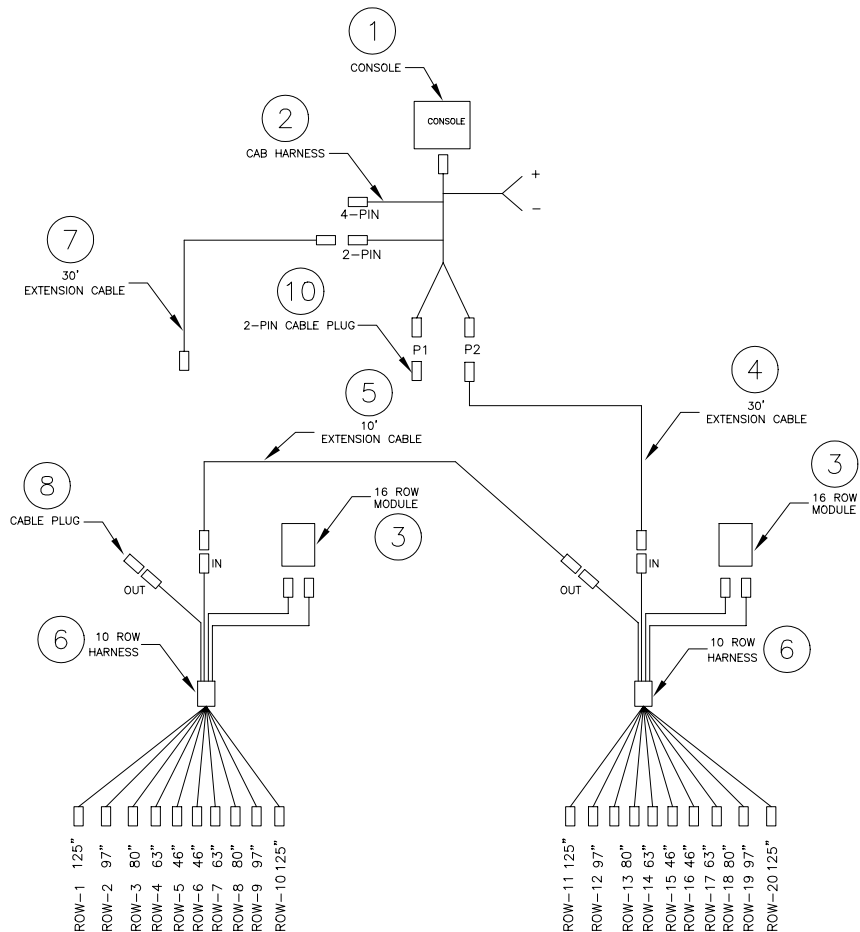 1
CONSOLE
CONSOLE
2
CAB HARNESS
+
−
4-PIN
2-PIN
7
30'
EXTENSION CABLE
10
2-PIN CABLE PLUG
P1
P2
4
30'
EXTENSION CABLE
5
10'
EXTENSION CABLE
8
CABLE PLUG
16 ROW
MODULE
3
3
16 ROW
MODULE
IN
OUT
IN
OUT
6
10 ROW
HARNESS
10 ROW
HARNESS
6
ROW-1 125"
ROW-2 97"
ROW-3 80"
ROW-4 63"
ROW-5 46"
ROW-6 46"
ROW-7 63"
ROW-8 80"
ROW-9 97"
ROW-10 125"
ROW-11 125"
ROW-12 97"
ROW-13 80"
ROW-14 63"
ROW-15 46"
ROW-16 46"
ROW-17 63"
ROW-18 80"
ROW-19 97"
ROW-20 125"